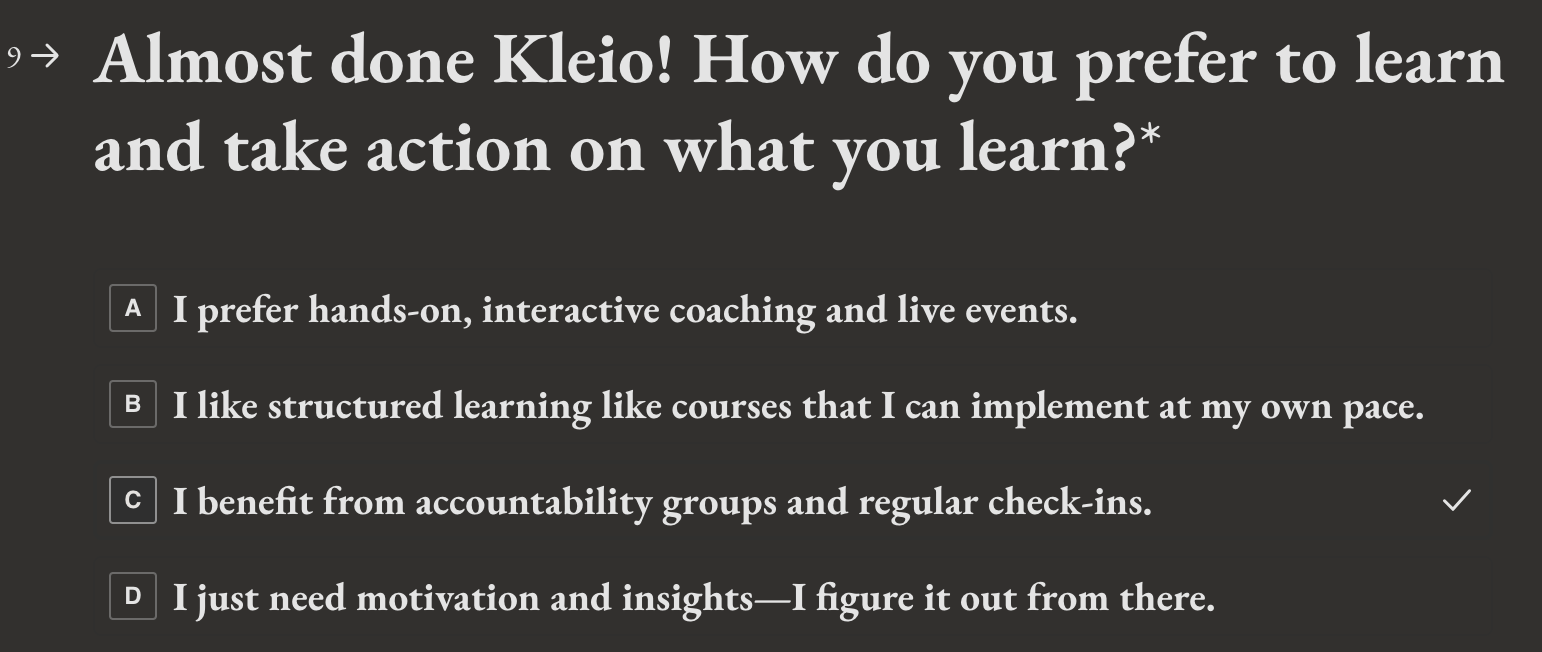 9→ Almost done Kleio! How do you prefer to learn
and take action on what you learn?*
A I prefer hands-on, interactive coaching and live events.
B I like structured learning like courses that I can implement at my own pace.
C I benefit from accountability groups and regular check-ins. ✓
D I just need motivation and insights—I figure it out from there.